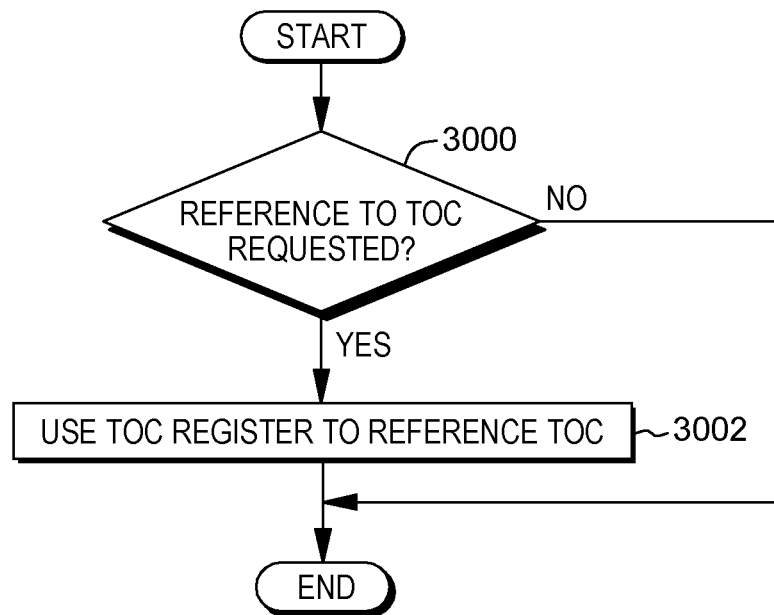 START
3000
REFERENCE TO TOC
REQUESTED?
NO
YES
USE TOC REGISTER TO REFERENCE TOC
3002
END